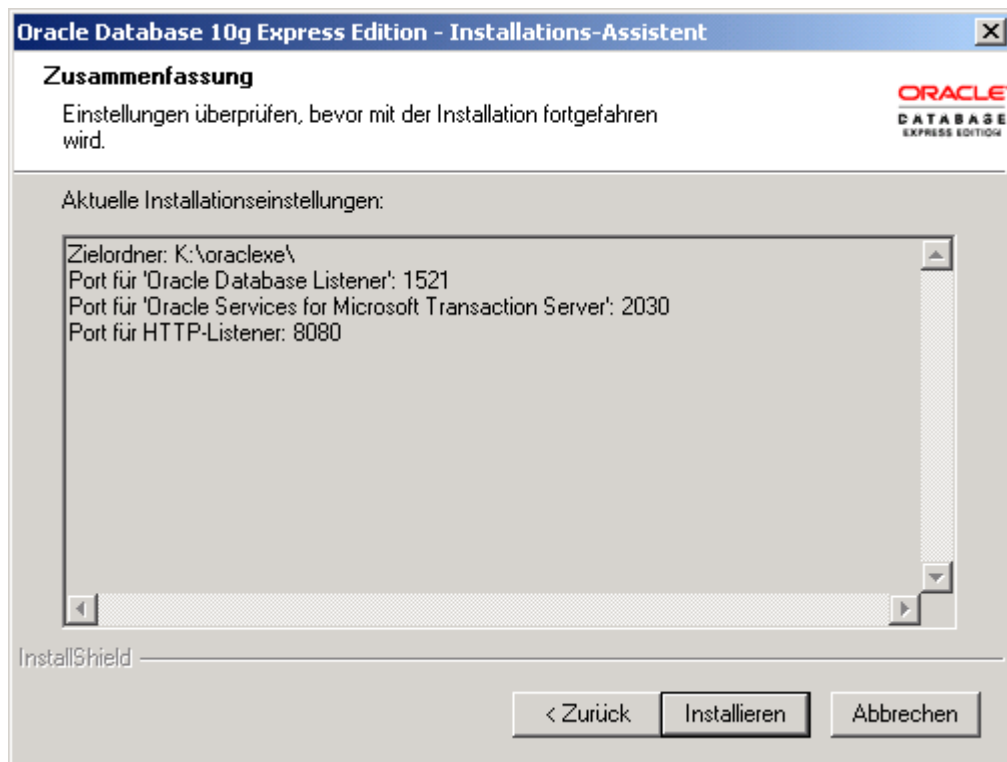 Oracle Database 10g Express Edition - Installations-Assistent
Zusammenfassung
Einstellungen überprüfen, bevor mit der Installation fortgefahren
wird.
ORACLE
DATABASE
EXPRESS EDITION
Aktuelle Installationseinstellungen:
Zielordner: K:\oraclexe\
Port für 'Oracle Database Listener': 1521
Port für 'Oracle Services for Microsoft Transaction Server': 2030
Port für HTTP-Listener: 8080
InstallShield
< Zurück
Installieren
Abbrechen